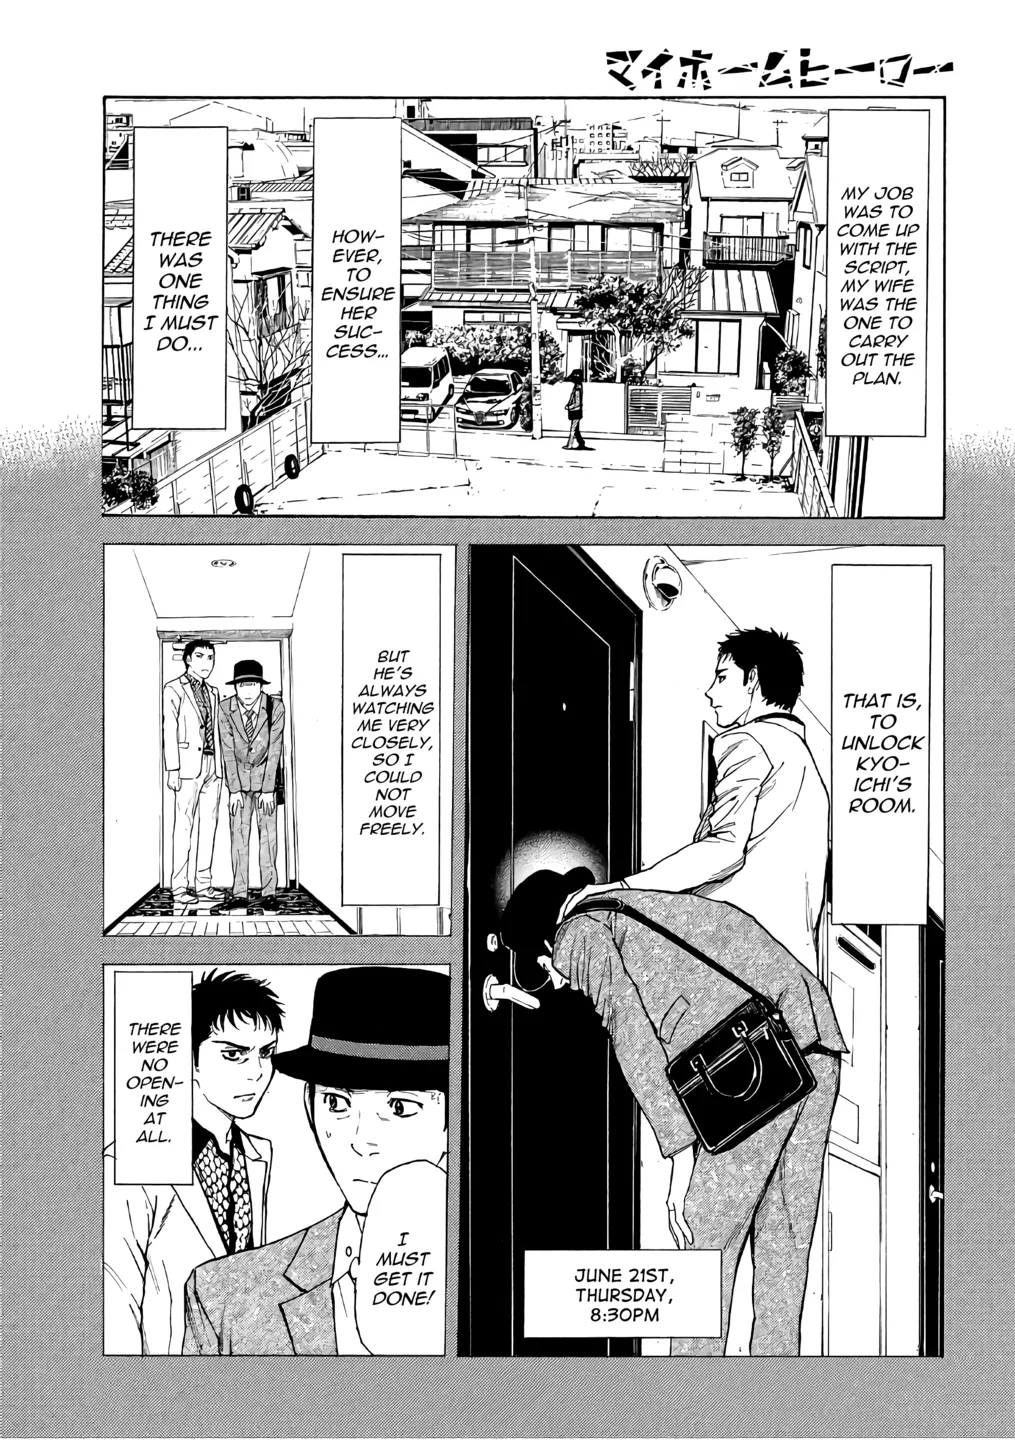 マイホームヒーロー
MY JOB
WAS TO
COME UP
WITH THE
SCRIPT,
MY WIFE
WAS THE
ONE TO
CARRY
OUT THE
PLAN.
HOW-
EVER, TO
ENSURE
HER
SUC-
CESS...
THERE
WAS
ONE
THING
I MUST
DO...
THAT IS,
TO
UNLOCK
KYO-
ICHI'S
ROOM.
JUNE 21ST,
THURSDAY,
8:30PM
BUT
HE'S
ALWAYS
WATCHING
ME VERY
CLOSELY,
SO I
COULD
NOT
MOVE
FREELY.
THERE
WERE
NO
OPEN-
ING
AT
ALL.
I
MUST
GET IT
DONE!